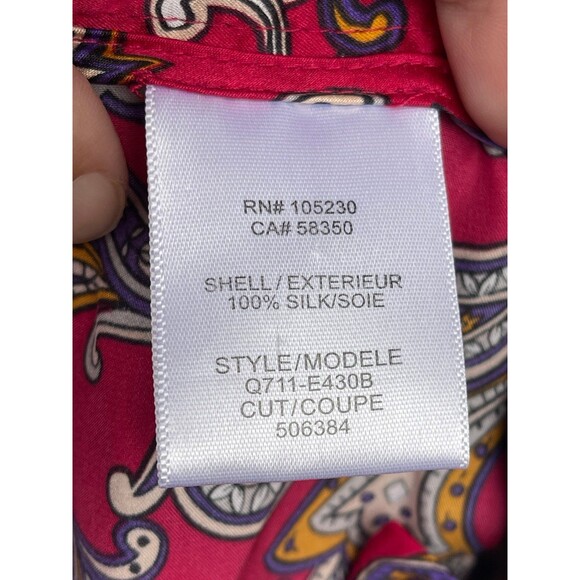 RN# 105230
CA# 58350
SHELL/EXTERIEUR
100% SILK/SOIE
STYLE/MODELE
Q711-E430B
CUT/COUPE
506384